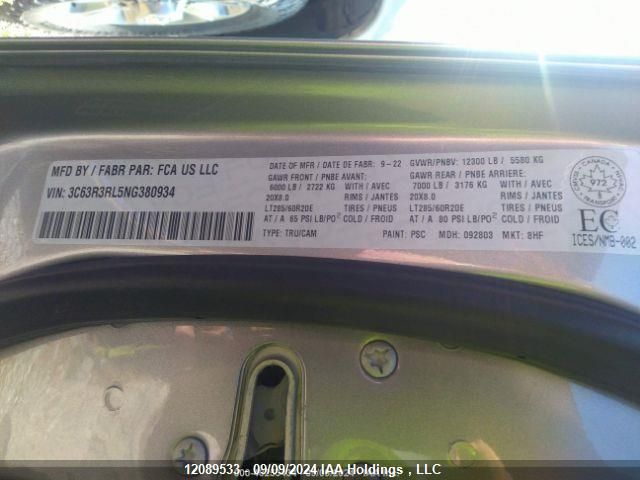 MFD BY / FABR PAR: FCA US LLC
VIN: 3C63R3RL5NG380934
DATE OF MFR / DATE DE FABR: 9-22
GAWR FRONT / PNBE AVANT:
6000 LB / 2722 KG
20X8.0 RIMS / JANTES
LT285/60R20E TIRES / PNEUS
AT / A 65 PSI LB/PO² COLD / FROID
TYPE: TRU/CAM
GVWR/PNBV: 12300 LB / 5580 KG
GAWR REAR / PNBE ARRIERE:
7000 LB / 3176 KG
20X8.0 RIMS / JANTES
LT285/60R20E TIRES / PNEUS
AT / A 80 PSI LB/PO² COLD / FROID
PAINT: PSC MDH: 092803 MKT: 8HF
CANADA
972
TRANSPORT
EC
ICES/NMB-002
12089533 09/09/2024 IAA Holdings , LLC